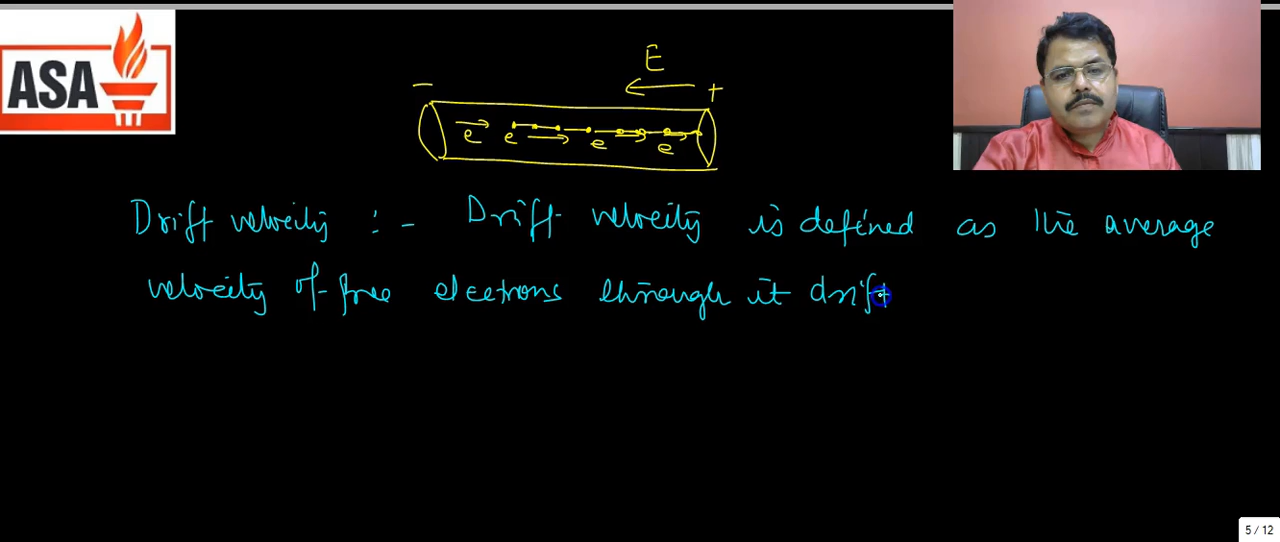 ASA
E
-
+
e e e e
Drift velocity :- Drift velocity is defined as the average
velocity of free electrons through it drift
5 / 12